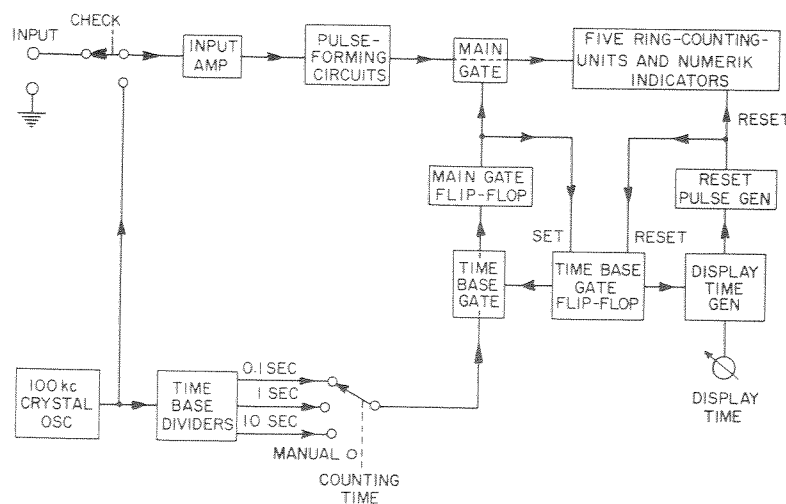 CHECK
INPUT
INPUT
AMP
PULSE-
FORMING
CIRCUITS
MAIN
GATE
FIVE RING-COUNTING-
UNITS AND NUMERIK
INDICATORS
RESET
MAIN GATE
FLIP-FLOP
RESET
PULSE GEN
SET
RESET
TIME
BASE
GATE
TIME BASE
GATE
FLIP-FLOP
DISPLAY
TIME
GEN
DISPLAY
TIME
100 kc
CRYSTAL
OSC
TIME
BASE
DIVIDERS
0.1 SEC
1 SEC
10 SEC
MANUAL
COUNTING
TIME